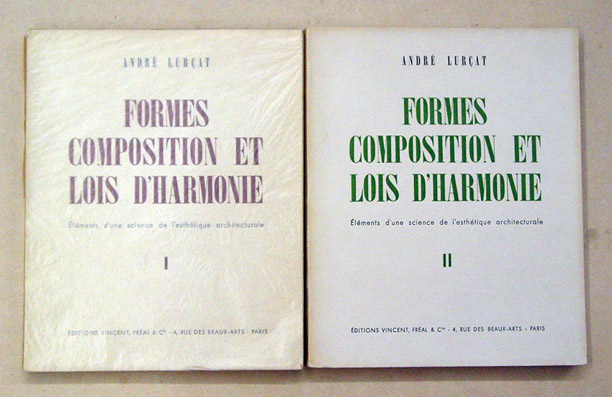 ANDRÉ LURÇAT
FORMES
COMPOSITION ET
LOIS D'HARMONIE
Éléments d'une science de l'esthétique architecturale
I
ÉDITIONS VINCENT, FRÉAL & Cie - 4, RUE DES BEAUX-ARTS - PARIS
ANDRÉ LURÇAT
FORMES
COMPOSITION ET
LOIS D'HARMONIE
Éléments d'une science de l'esthétique architecturale
II
ÉDITIONS VINCENT, FRÉAL & Cie - 4, RUE DES BEAUX-ARTS - PARIS